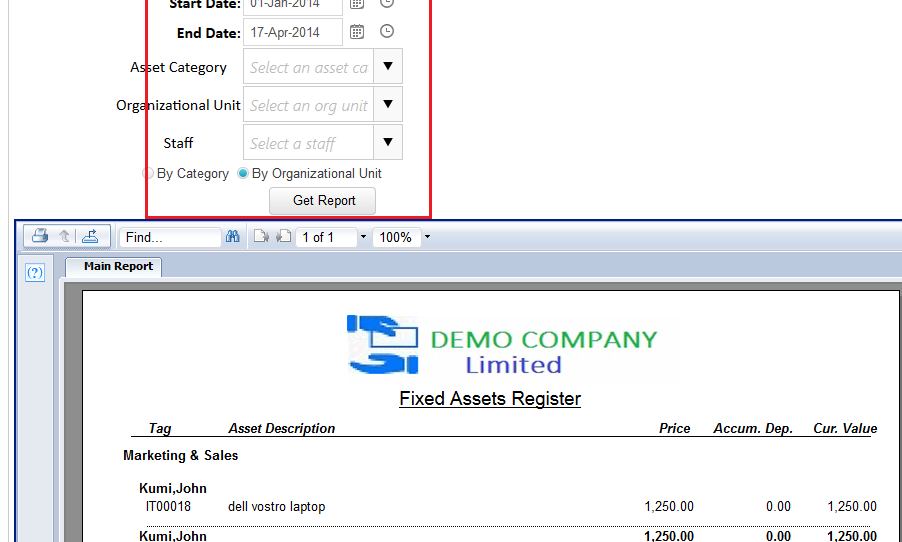 Start Date: 01-Jan-2014
End Date: 17-Apr-2014
Asset Category Select an asset ca
Organizational Unit Select an org unit
Staff Select a staff
By Category By Organizational Unit
Get Report
Find... 1 of 1 100%
(?) Main Report
DEMO COMPANY
Limited
Fixed Assets Register
Tag Asset Description Price Accum. Dep. Cur. Value
Marketing & Sales
Kumi,John
IT00018 dell vostro laptop 1,250.00 0.00 1,250.00
Kumi,John 1,250.00 0.00 1,250.00